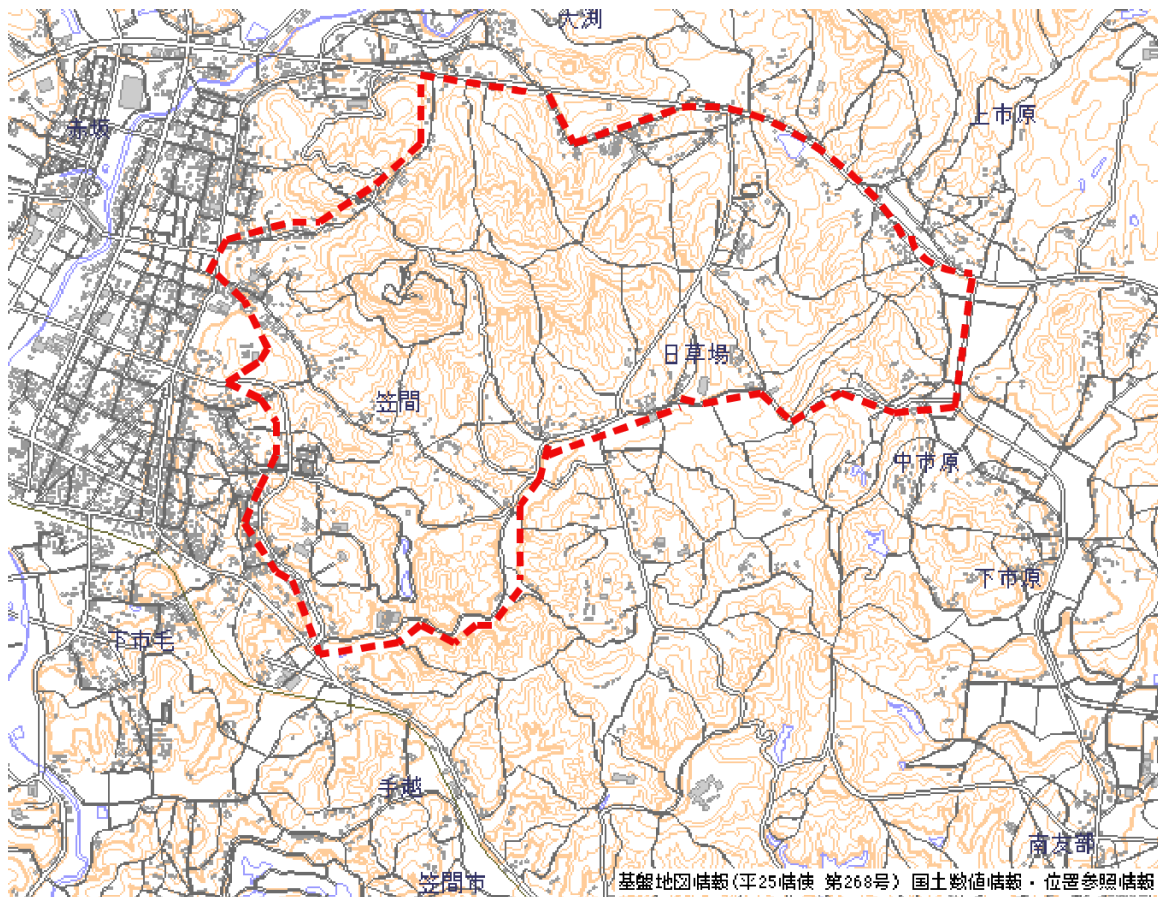 大渕
上市原
赤坂
日草場
笠間
中市原
下市原
下市毛
手越
南友部
笠間市
基盤地図情報(平25情使 第268号) 国土数値情報・位置参照情報